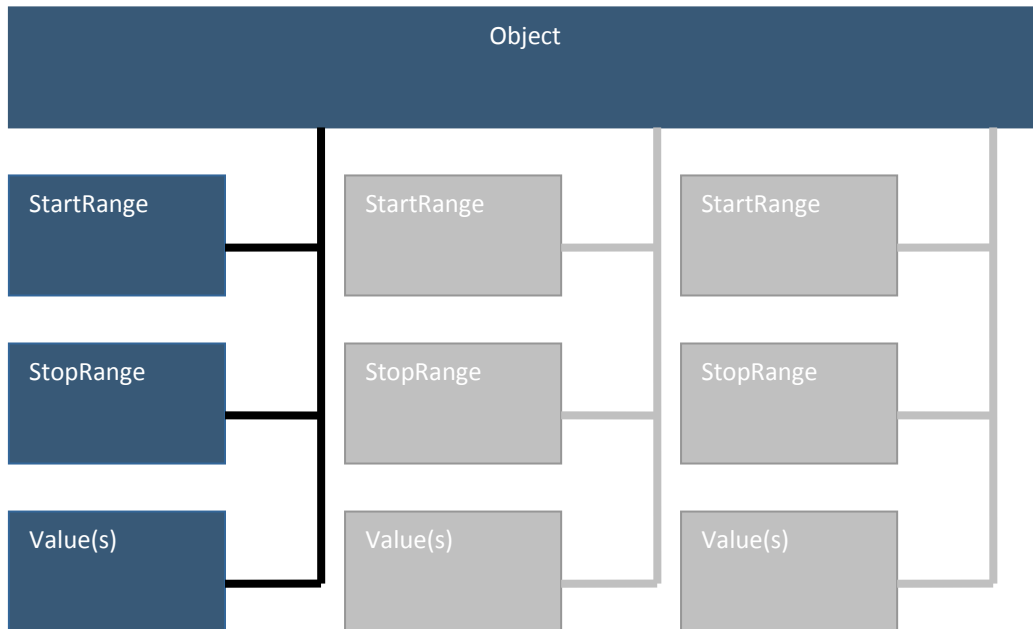 Object
StartRange
StartRange
StartRange
StopRange
StopRange
StopRange
Value(s)
Value(s)
Value(s)